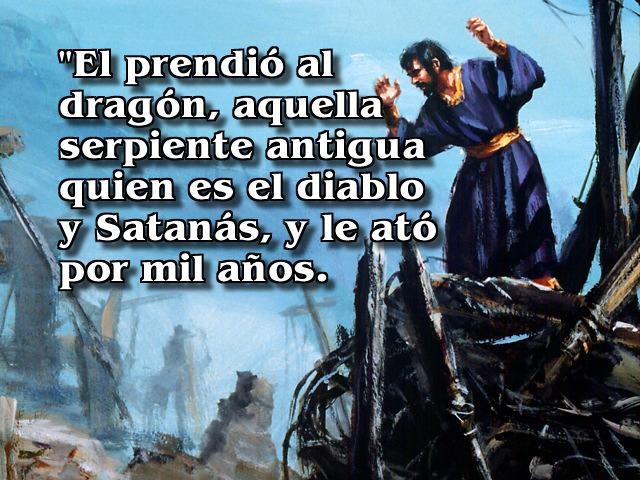 "El prendió al
dragón, aquella
serpiente antigua
quien es el diablo
y Satanás, y le ató
por mil años.